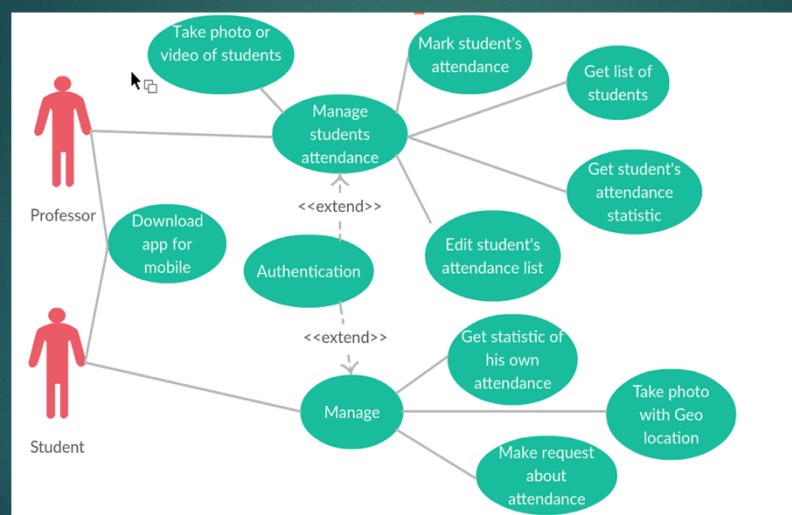 Take photo or
video of students
Mark student's
attendance
Get list of
students
Manage
students
attendance
Get student's
attendance
statistic
Professor
<<extend>>
Download
app for
mobile
Edit student's
attendance list
Authentication
<<extend>>
Get statistic of
his own
attendance
Take photo
with Geo
location
Manage
Student
Make request
about
attendance